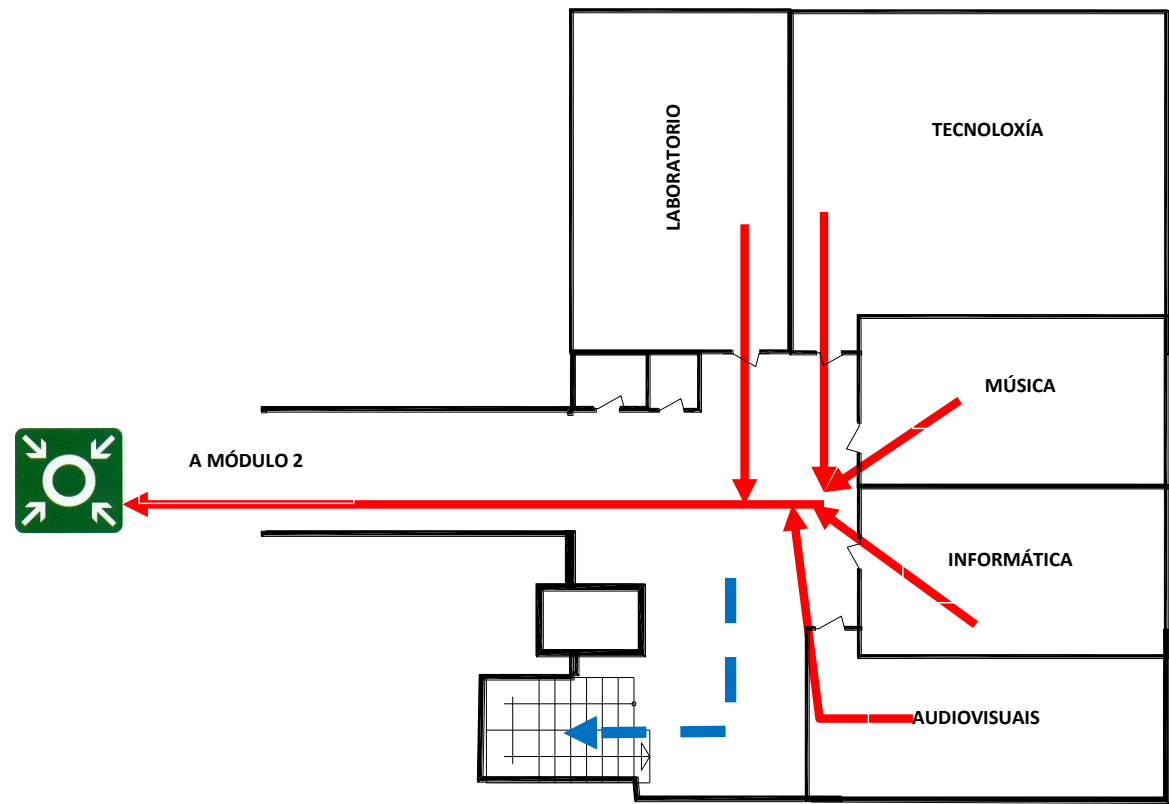 LABORATORIO
TECNOLOXÍA
MÚSICA
A MÓDULO 2
INFORMÁTICA
AUDIOVISUAIS